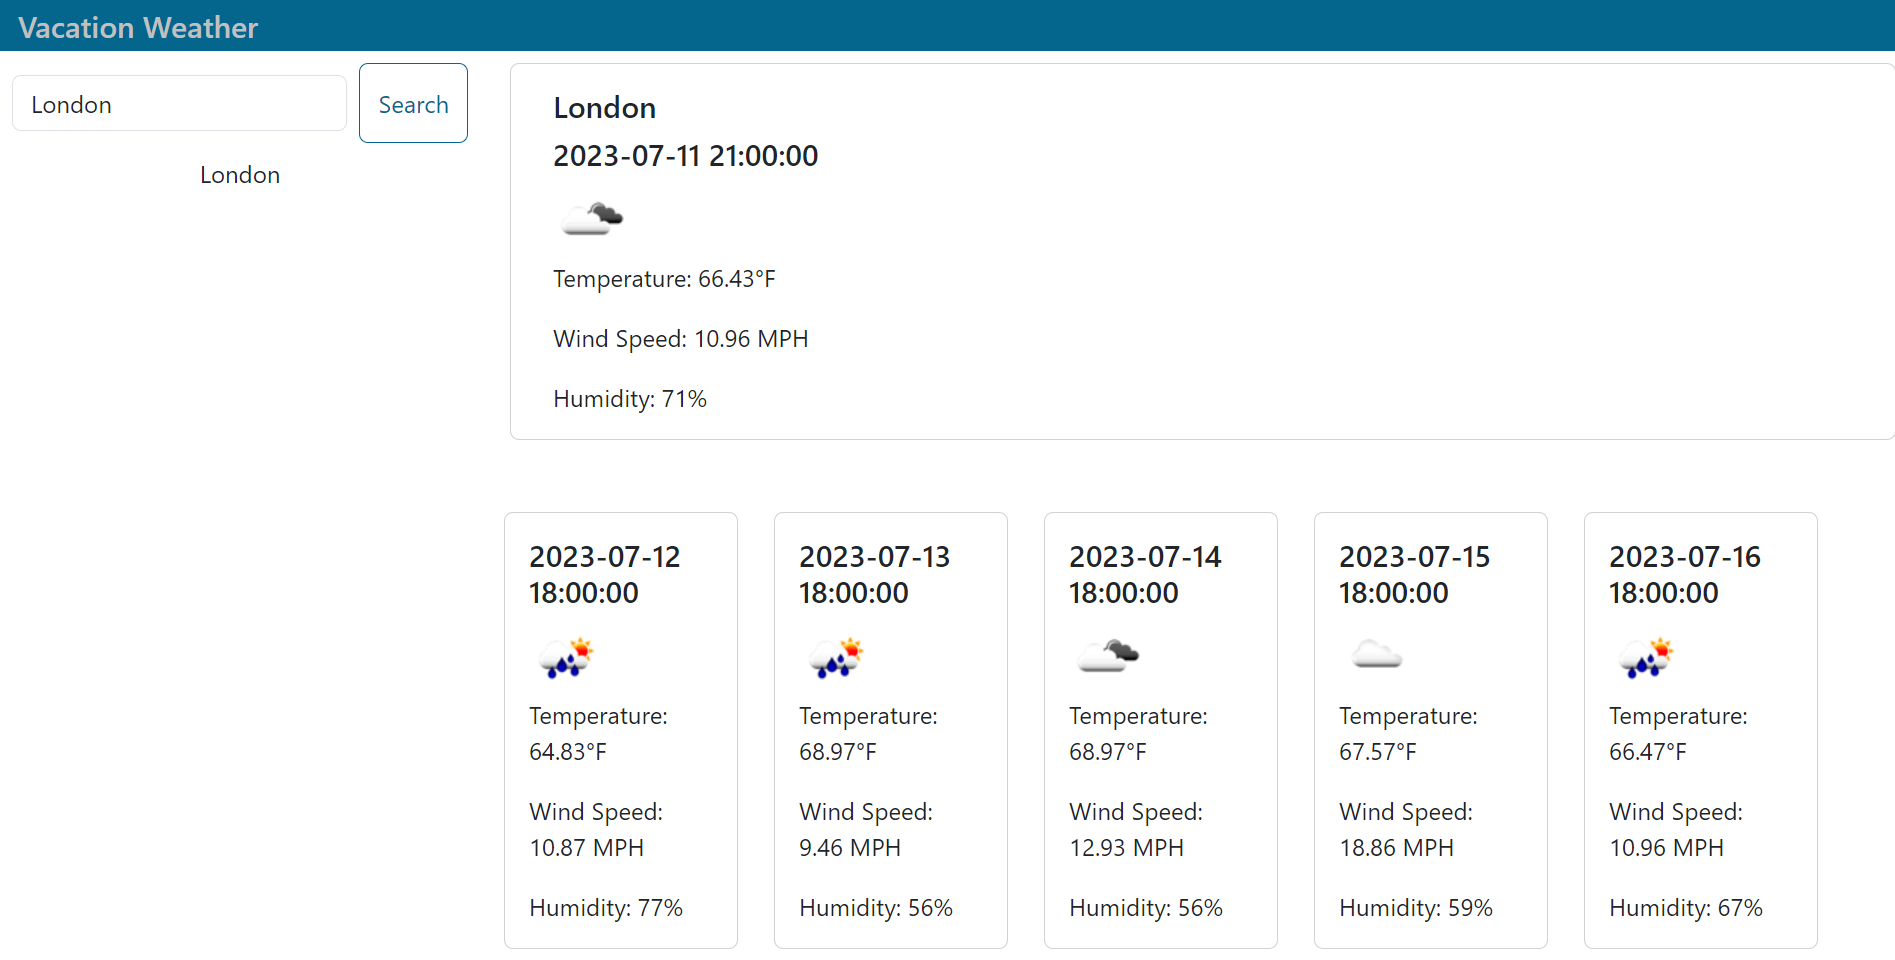 Vacation Weather
London
Search
London
London
2023-07-11 21:00:00
Temperature: 66.43°F
Wind Speed: 10.96 MPH
Humidity: 71%
2023-07-12
18:00:00
Temperature:
64.83°F
Wind Speed:
10.87 MPH
Humidity: 77%
2023-07-13
18:00:00
Temperature:
68.97°F
Wind Speed:
9.46 MPH
Humidity: 56%
2023-07-14
18:00:00
Temperature:
68.97°F
Wind Speed:
12.93 MPH
Humidity: 56%
2023-07-15
18:00:00
Temperature:
67.57°F
Wind Speed:
18.86 MPH
Humidity: 59%
2023-07-16
18:00:00
Temperature:
66.47°F
Wind Speed:
10.96 MPH
Humidity: 67%